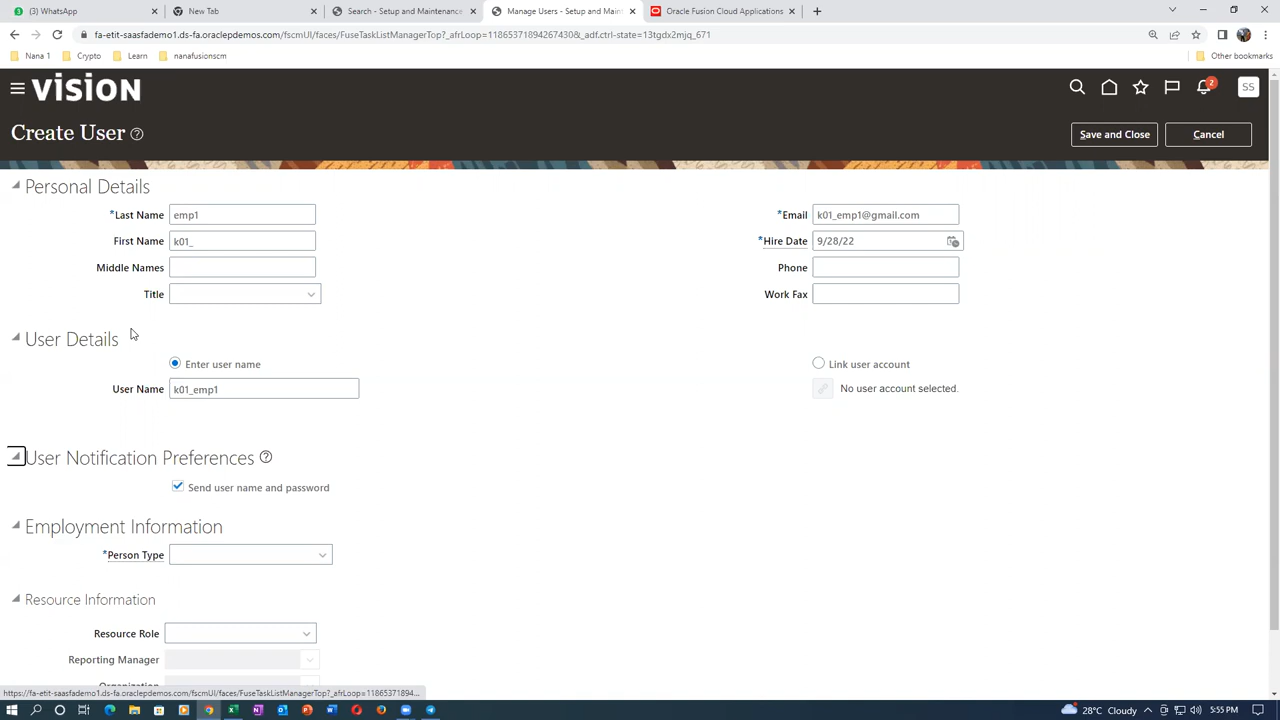 (3) WhatsApp
New Tab
Search - Setup and Maintenance
Manage Users - Setup and Main
Oracle Fusion Cloud Applications
fa-etit-saasfademo1.ds-fa.oraclepdemos.com/fscmUI/faces/FuseTaskListManagerTop?_afrLoop=11865371894267430&_adf.ctrl-state=13tgdx2mjq_671
Nana 1
Crypto
Learn
nanafusionscm
Other bookmarks
vision
2
SS
Create User
Save and Close
Cancel
Personal Details
*Last Name emp1
*Email k01_emp1@gmail.com
First Name k01_
*Hire Date 9/28/22
Middle Names
Phone
Title
Work Fax
User Details
Enter user name
Link user account
User Name k01_emp1
No user account selected.
User Notification Preferences
Send user name and password
Employment Information
*Person Type
Resource Information
Resource Role
Reporting Manager
Organization
https://fa-etit-saasfademo1.ds-fa.oraclepdemos.com/fscmUI/faces/FuseTaskListManagerTop?_afrLoop=11865371894...
28°C Cloudy
5:55 PM